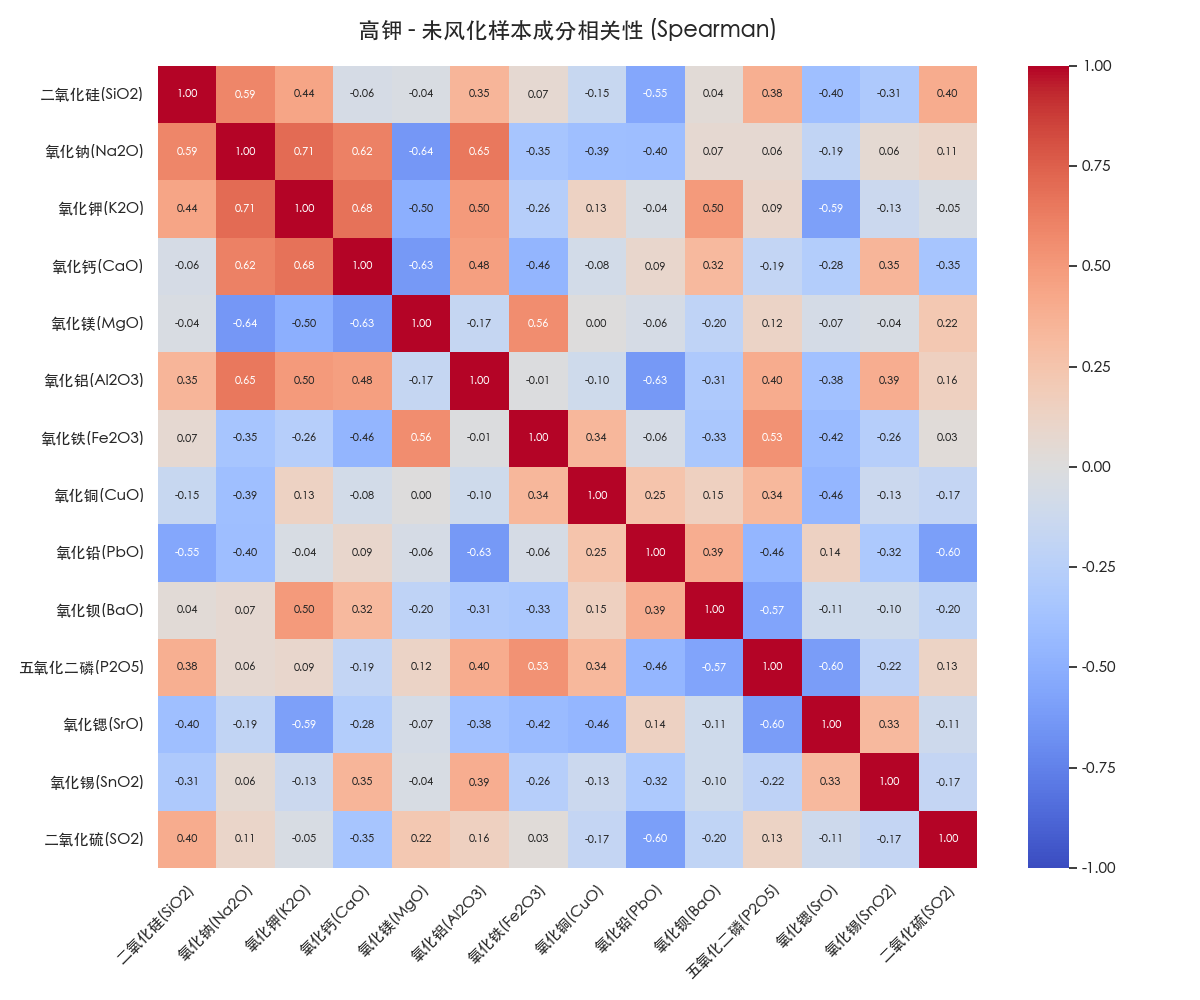 高钾 - 未风化样本成分相关性 (Spearman)
二氧化硅(SiO2) 1.00 0.59 0.44 -0.06 -0.04 0.35 0.07 -0.15 -0.55 0.04 0.38 -0.40 -0.31 0.40
氧化钠(Na2O) 0.59 1.00 0.71 0.62 -0.64 0.65 -0.35 -0.39 -0.40 0.07 0.06 -0.19 0.06 0.11
氧化钾(K2O) 0.44 0.71 1.00 0.68 -0.50 0.50 -0.26 0.13 -0.04 0.50 0.09 -0.59 -0.13 -0.05
氧化钙(CaO) -0.06 0.62 0.68 1.00 -0.63 0.48 -0.46 -0.08 0.09 0.32 -0.19 -0.28 0.35 -0.35
氧化镁(MgO) -0.04 -0.64 -0.50 -0.63 1.00 -0.17 0.56 0.00 -0.06 -0.20 0.12 -0.07 -0.04 0.22
氧化铝(Al2O3) 0.35 0.65 0.50 0.48 -0.17 1.00 -0.01 -0.10 -0.63 -0.31 0.40 -0.38 0.39 0.16
氧化铁(Fe2O3) 0.07 -0.35 -0.26 -0.46 0.56 -0.01 1.00 0.34 -0.06 -0.33 0.53 -0.42 -0.26 0.03
氧化铜(CuO) -0.15 -0.39 0.13 -0.08 0.00 -0.10 0.34 1.00 0.25 0.15 0.34 -0.46 -0.13 -0.17
氧化铅(PbO) -0.55 -0.40 -0.04 0.09 -0.06 -0.63 -0.06 0.25 1.00 0.39 -0.46 0.14 -0.32 -0.60
氧化钡(BaO) 0.04 0.07 0.50 0.32 -0.20 -0.31 -0.33 0.15 0.39 1.00 -0.57 -0.11 -0.10 -0.20
五氧化二磷(P2O5) 0.38 0.06 0.09 -0.19 0.12 0.40 0.53 0.34 -0.46 -0.57 1.00 -0.60 -0.22 0.13
氧化锶(SrO) -0.40 -0.19 -0.59 -0.28 -0.07 -0.38 -0.42 -0.46 0.14 -0.11 -0.60 1.00 0.33 -0.11
氧化锡(SnO2) -0.31 0.06 -0.13 0.35 -0.04 0.39 -0.26 -0.13 -0.32 -0.10 -0.22 0.33 1.00 -0.17
二氧化硫(SO2) 0.40 0.11 -0.05 -0.35 0.22 0.16 0.03 -0.17 -0.60 -0.20 0.13 -0.11 -0.17 1.00
二氧化硅(SiO2) 氧化钠(Na2O) 氧化钾(K2O) 氧化钙(CaO) 氧化镁(MgO) 氧化铝(Al2O3) 氧化铁(Fe2O3) 氧化铜(CuO) 氧化铅(PbO) 氧化钡(BaO) 五氧化二磷(P2O5) 氧化锶(SrO) 氧化锡(SnO2) 二氧化硫(SO2)
1.00
0.75
0.50
0.25
0.00
-0.25
-0.50
-0.75
-1.00